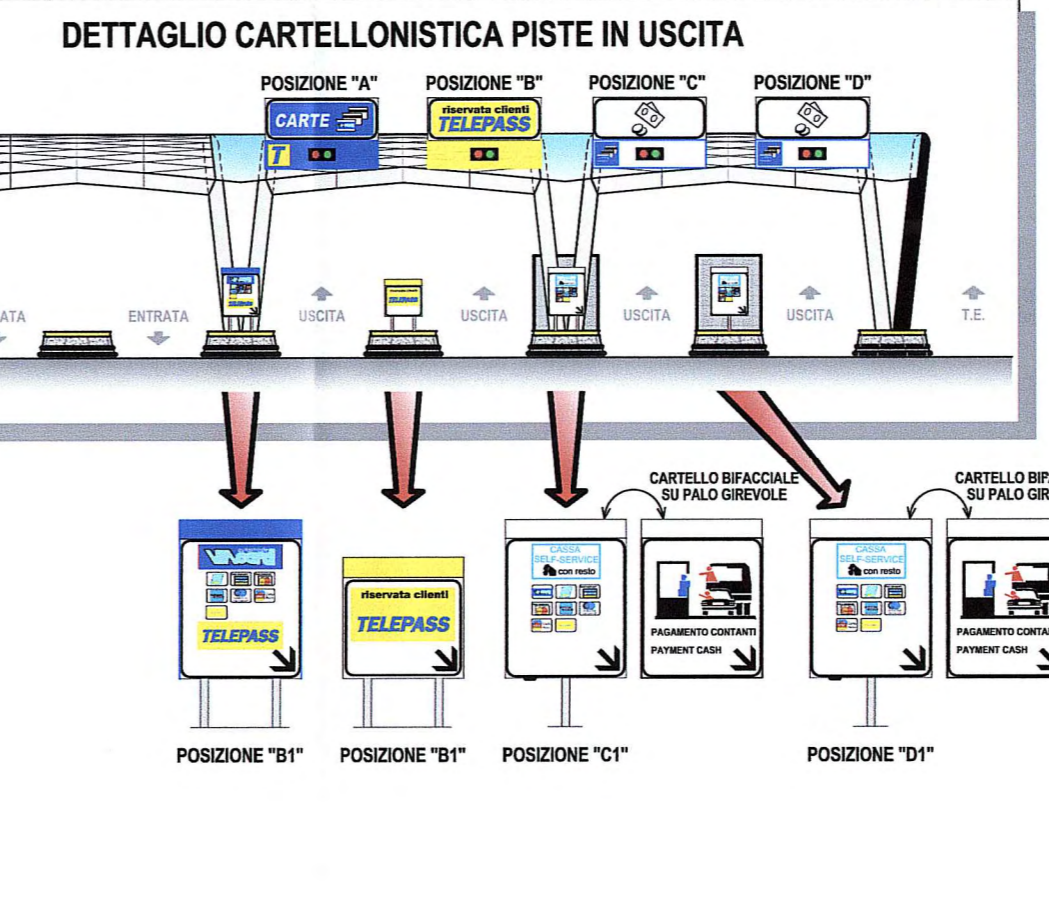 DETTAGLIO CARTELLONISTICA PISTE IN USCITA
POSIZIONE "A" POSIZIONE "B" POSIZIONE "C" POSIZIONE "D"
CARTE
riservata clienti
TELEPASS
T
TELEPASS
ATA ENTRATA USCITA USCITA USCITA USCITA T.E.
CARTELLO BIFACCIALE
SU PALO GIREVOLE
CARTELLO BIF
SU PALO GIR
CASSA
SELF-SERVICE
con resto
CASSA
SELF-SERVICE
con resto
riservata clienti
TELEPASS
TELEPASS
PAGAMENTO CONTANTI
PAYMENT CASH
PAGAMENTO CONTA
PAYMENT CASH
POSIZIONE "B1" POSIZIONE "B1" POSIZIONE "C1" POSIZIONE "D1"